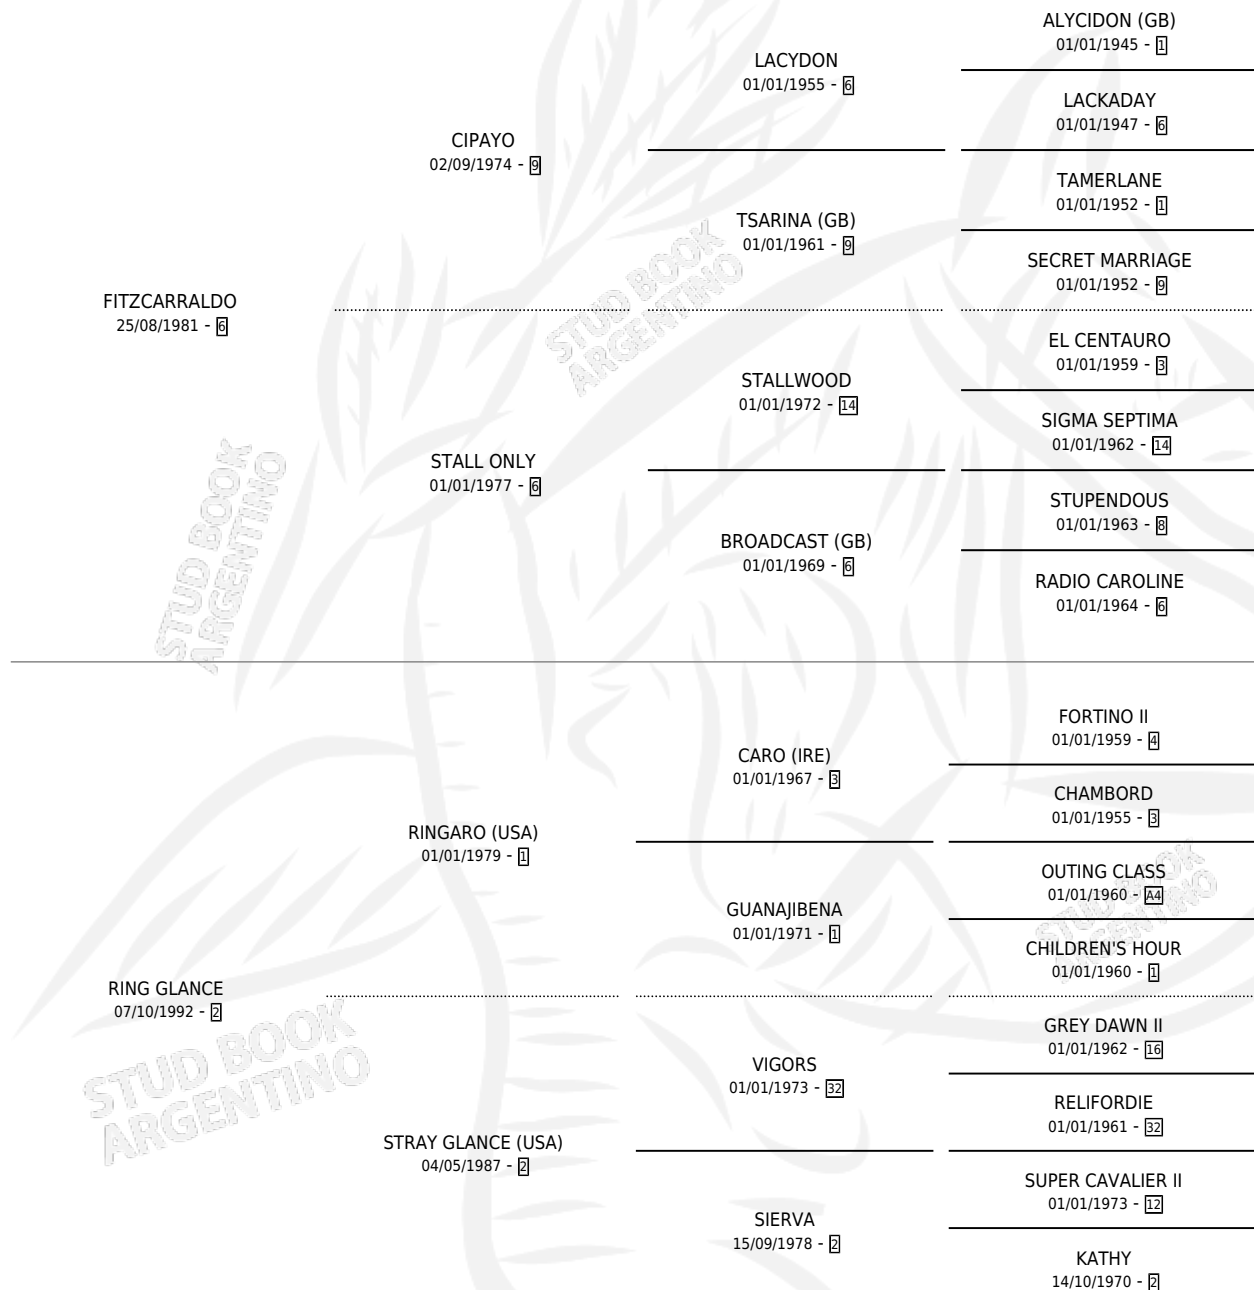 ALYCIDON (GB)
01/01/1945 - 1
LACYDON
01/01/1955 - 6
LACKADAY
01/01/1947 - 6
CIPAYO
02/09/1974 - 9
TAMERLANE
01/01/1952 - 1
TSARINA (GB)
01/01/1961 - 9
SECRET MARRIAGE
01/01/1952 - 9
FITZCARRALDO
25/08/1981 - 6
EL CENTAURO
01/01/1959 - 3
STALLWOOD
01/01/1972 - 14
SIGMA SEPTIMA
01/01/1962 - 14
STALL ONLY
01/01/1977 - 6
STUPENDOUS
01/01/1963 - 8
BROADCAST (GB)
01/01/1969 - 6
RADIO CAROLINE
01/01/1964 - 6
FORTINO II
01/01/1959 - 4
CARO (IRE)
01/01/1967 - 3
CHAMBORD
01/01/1955 - 3
RINGARO (USA)
01/01/1979 - 1
OUTING CLASS
01/01/1960 - A4
GUANAJIBENA
01/01/1971 - 1
CHILDREN'S HOUR
01/01/1960 - 1
RING GLANCE
07/10/1992 - 2
GREY DAWN II
01/01/1962 - 16
VIGORS
01/01/1973 - 32
RELIFORDIE
01/01/1961 - 32
STRAY GLANCE (USA)
04/05/1987 - 2
SUPER CAVALIER II
01/01/1973 - 12
SIERVA
15/09/1978 - 2
KATHY
14/10/1970 - 2
STUD BOOK
ARGENTINO
STUD BOOK
ARGENTINO
STUD BOOK
ARGENTINO
STUD BOOK
ARGENTINO